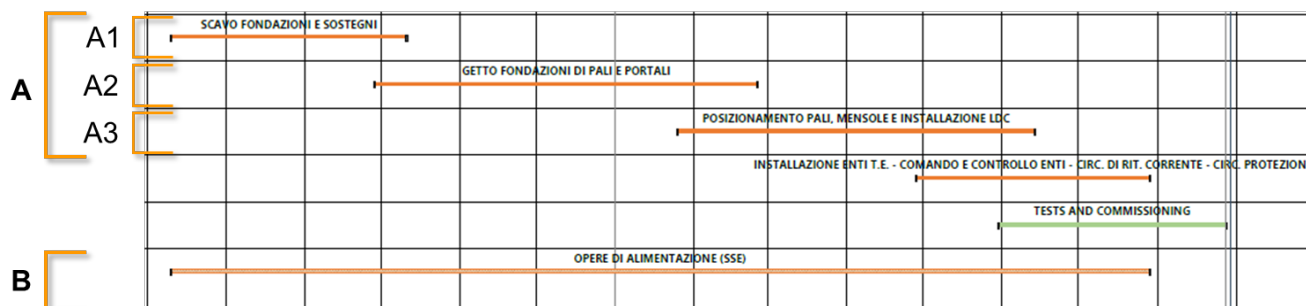 SCAVO FONDAZIONI E SOSTEGNI
A1
GETTO FONDAZIONI DI PALI E PORTALI
A
A2
POSIZIONAMENTO PALI, MENSOLE E INSTALLAZIONE LDC
A3
INSTALLAZIONE ENTI T.E. - COMANDO E CONTROLLO ENTI - CIRC. DI RIT. CORRENTE - CIRC. PROTEZION
TESTS AND COMMISSIONING
OPERE DI ALIMENTAZIONE (SSE)
B